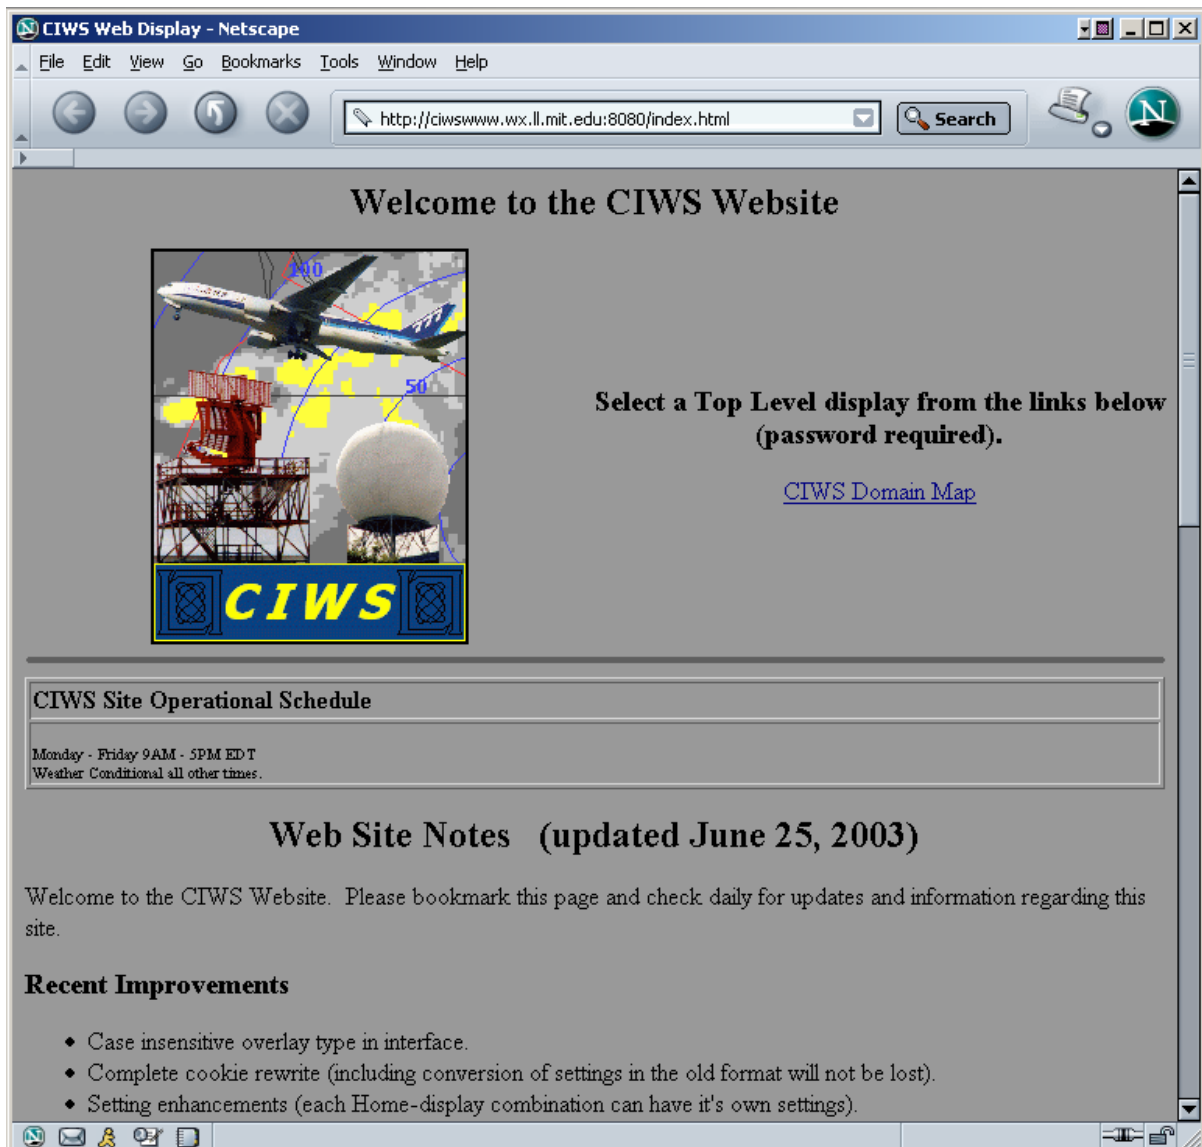 CIWS Web Display - Netscape
File Edit View Go Bookmarks Tools Window Help
http://ciwswww.wx.ll.mit.edu:8080/index.html Search N
Welcome to the CIWS Website
100
777
50
Select a Top Level display from the links below
(password required).
CIWS Domain Map
CIWS
CIWS Site Operational Schedule
Monday - Friday 9AM - 5PM EDT
Weather Conditional all other times.
Web Site Notes (updated June 25, 2003)
Welcome to the CIWS Website. Please bookmark this page and check daily for updates and information regarding this
site.
Recent Improvements
• Case insensitive overlay type in interface.
• Complete cookie rewrite (including conversion of settings in the old format will not be lost).
• Setting enhancements (each Home-display combination can have it's own settings).